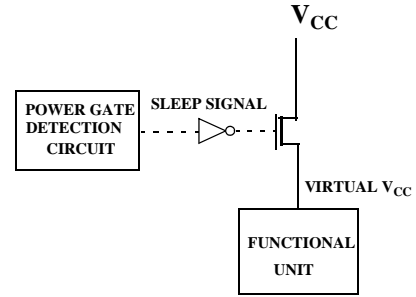 V_CC
SLEEP SIGNAL
POWER GATE
DETECTION
CIRCUIT
VIRTUAL V_CC
FUNCTIONAL
UNIT